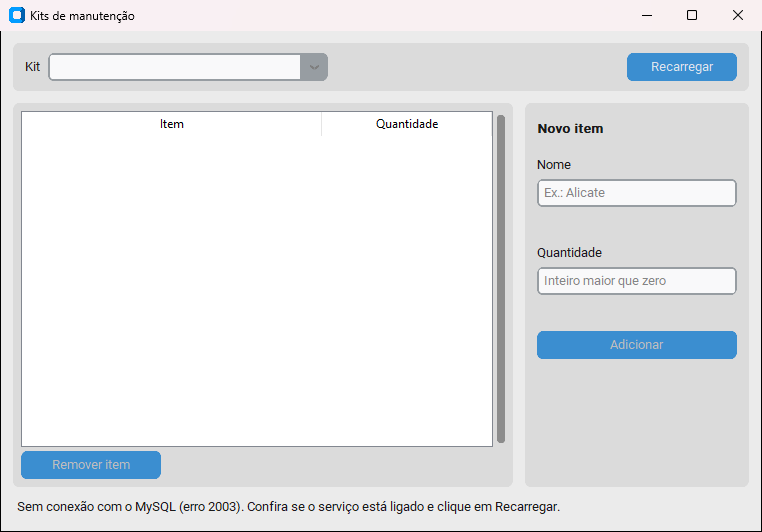 Kits de manutenção
Kit
Recarregar
Item Quantidade
Novo item
Nome
Ex.: Alicate
Quantidade
Inteiro maior que zero
Adicionar
Remover item
Sem conexão com o MySQL (erro 2003). Confira se o serviço está ligado e clique em Recarregar.